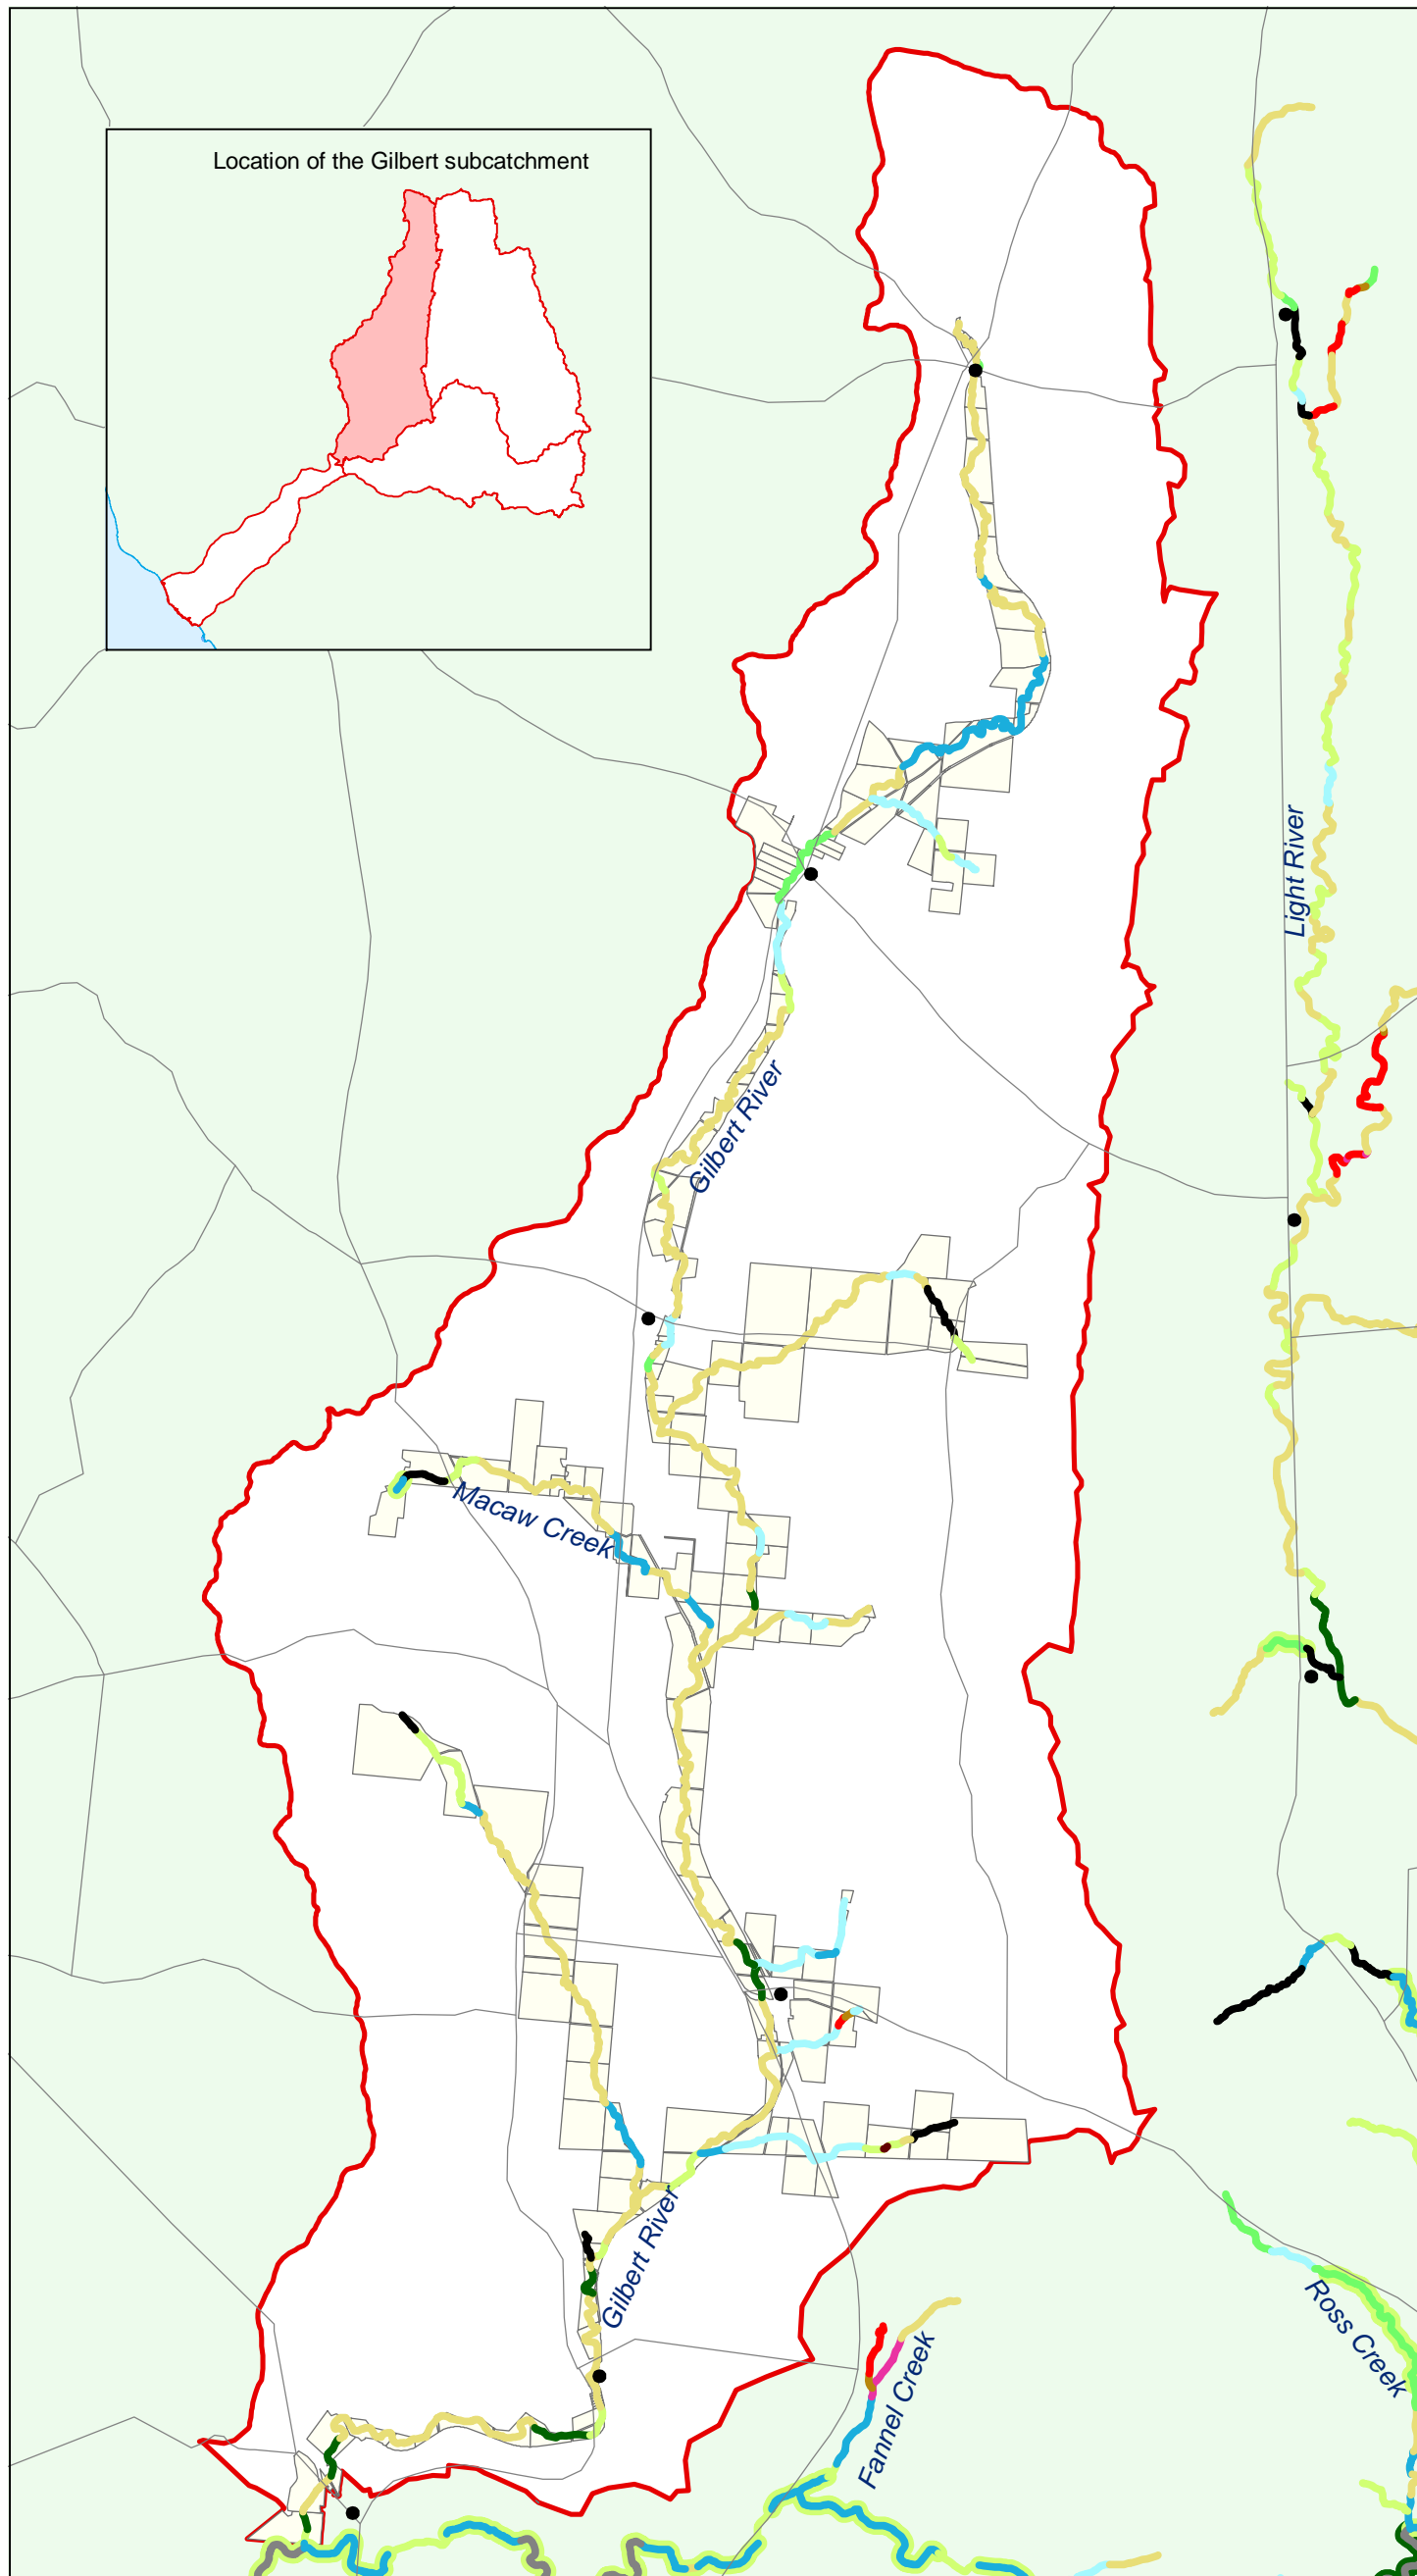 Location of the Gilbert subcatchment
Light River
Gilbert River
Macaw Creek
Gilbert River
Ross Creek
Fannel Creek